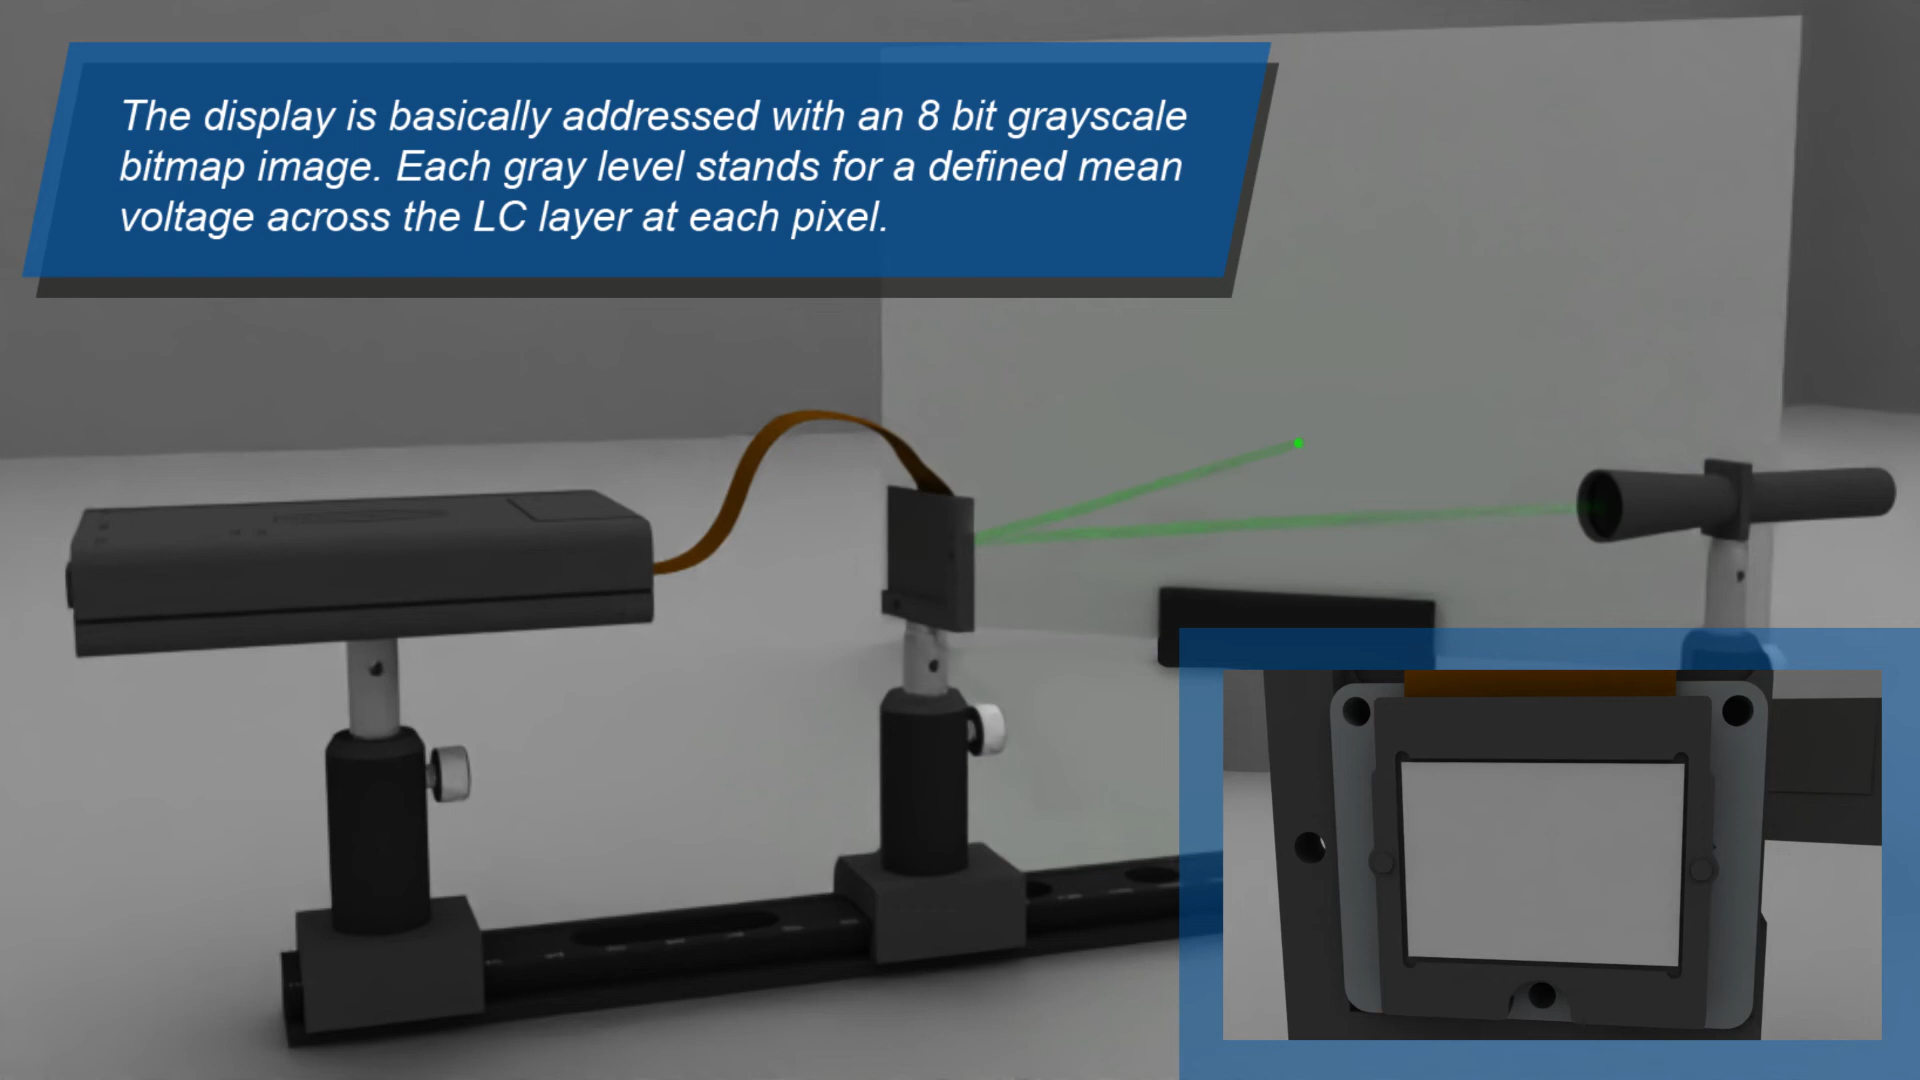 The display is basically addressed with an 8 bit grayscale
bitmap image. Each gray level stands for a defined mean
voltage across the LC layer at each pixel.